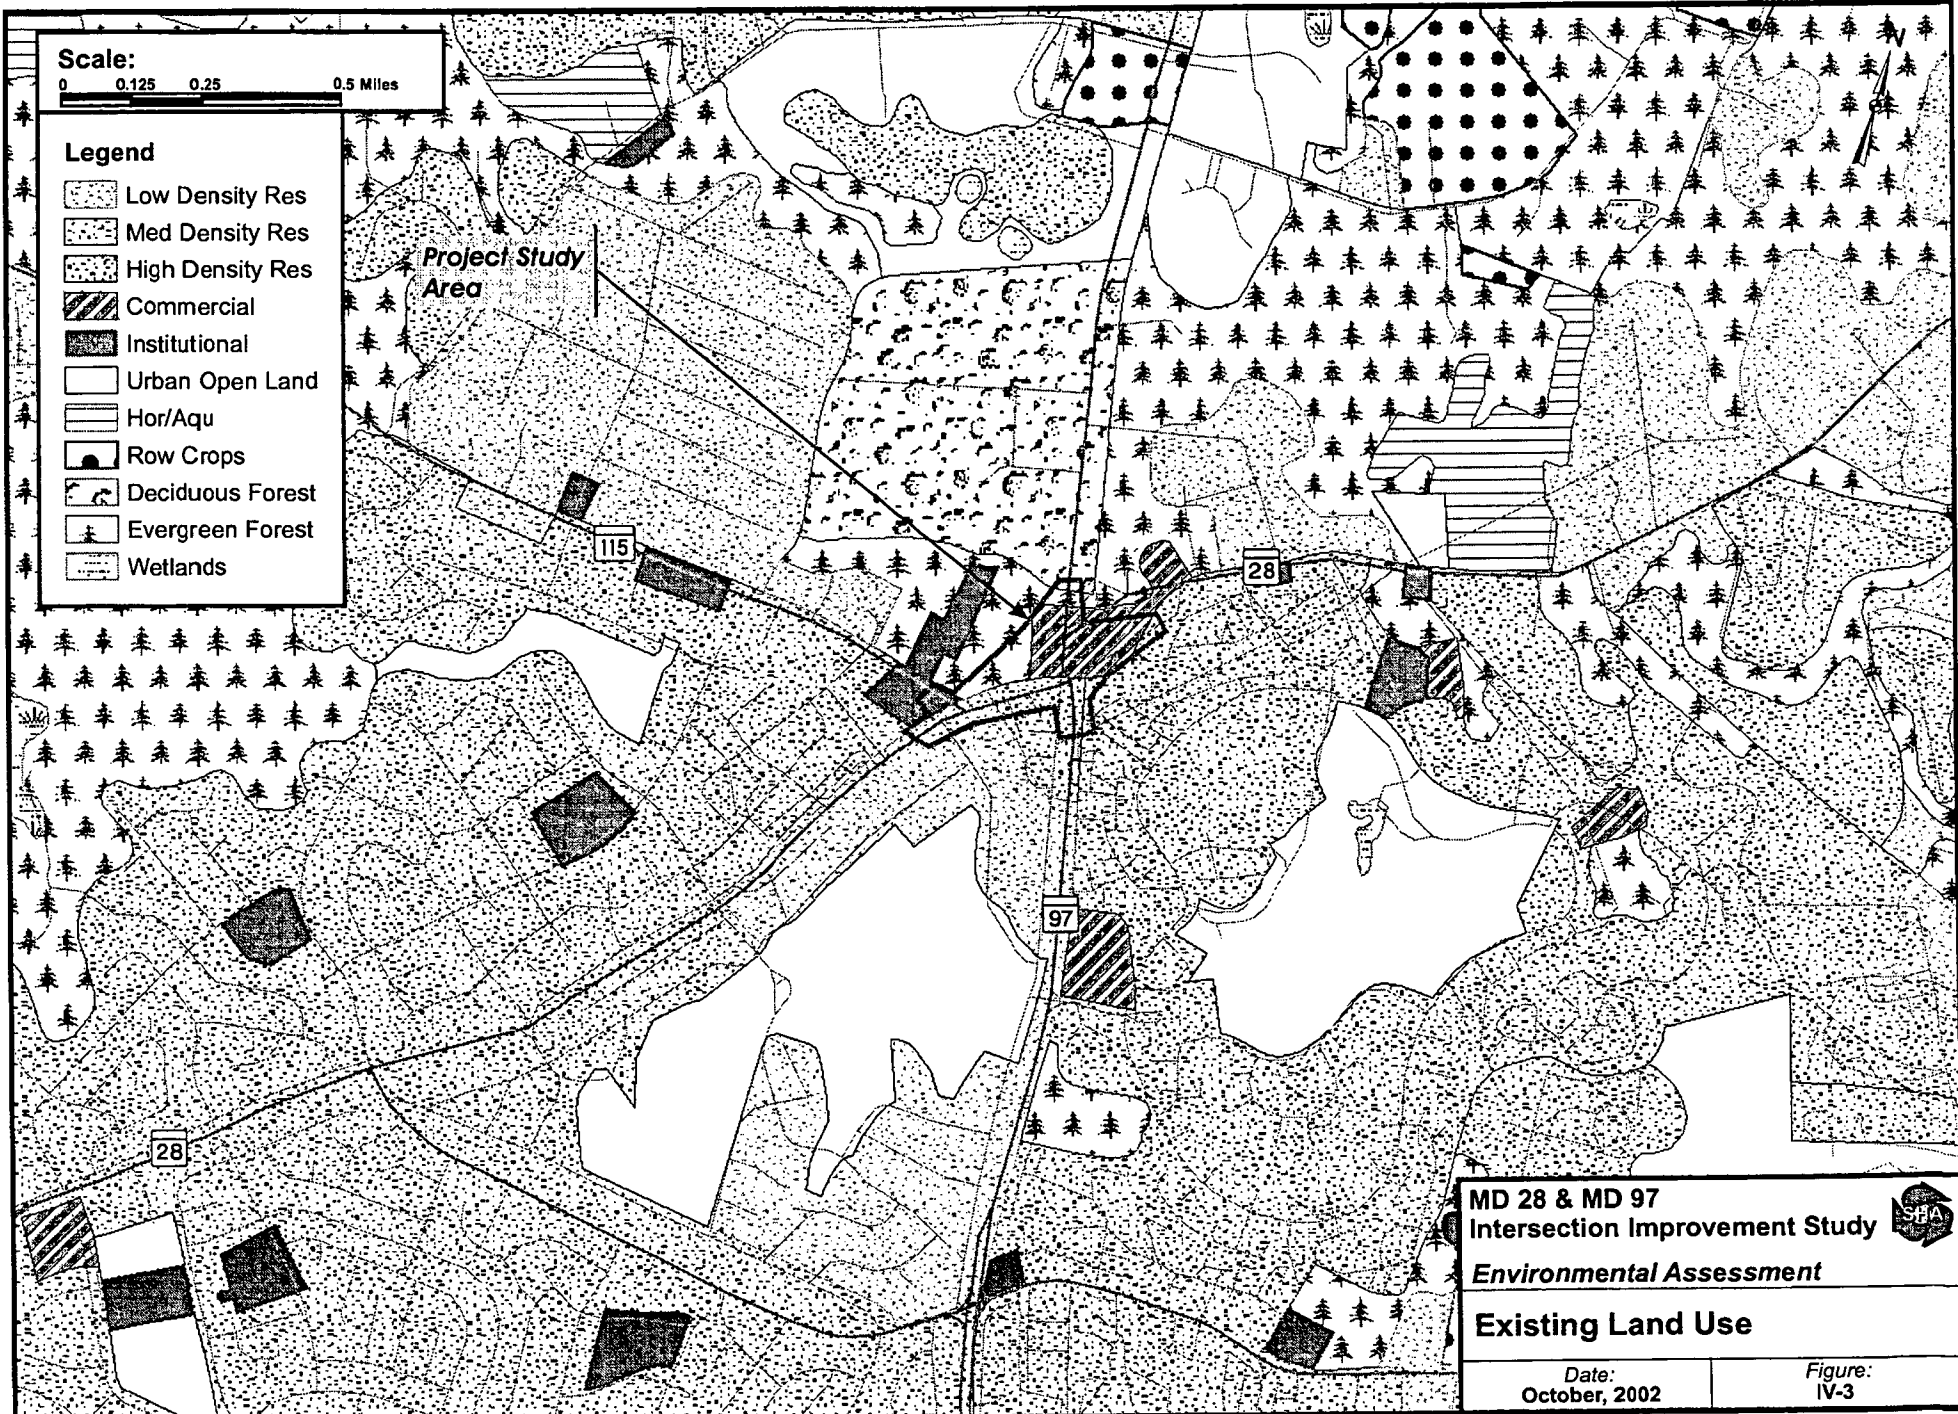 Scale:
0 0.125 0.25 0.5 Miles
Legend
Low Density Res
Med Density Res
High Density Res
Commercial
Institutional
Urban Open Land
Hor/Aqu
Row Crops
Deciduous Forest
Evergreen Forest
Wetlands
Project Study
Area
N
115
28
97
28
MD 28 & MD 97
Intersection Improvement Study
SHA
Environmental Assessment
Existing Land Use
Date:
October, 2002
Figure:
IV-3